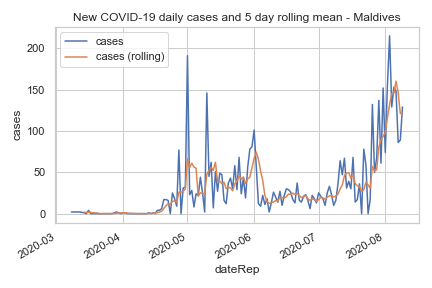 New COVID-19 daily cases and 5 day rolling mean - Maldives
cases
cases (rolling)
200
150
100
50
0
cases
2020-03
2020-04
2020-05
2020-06
2020-07
2020-08
dateRep